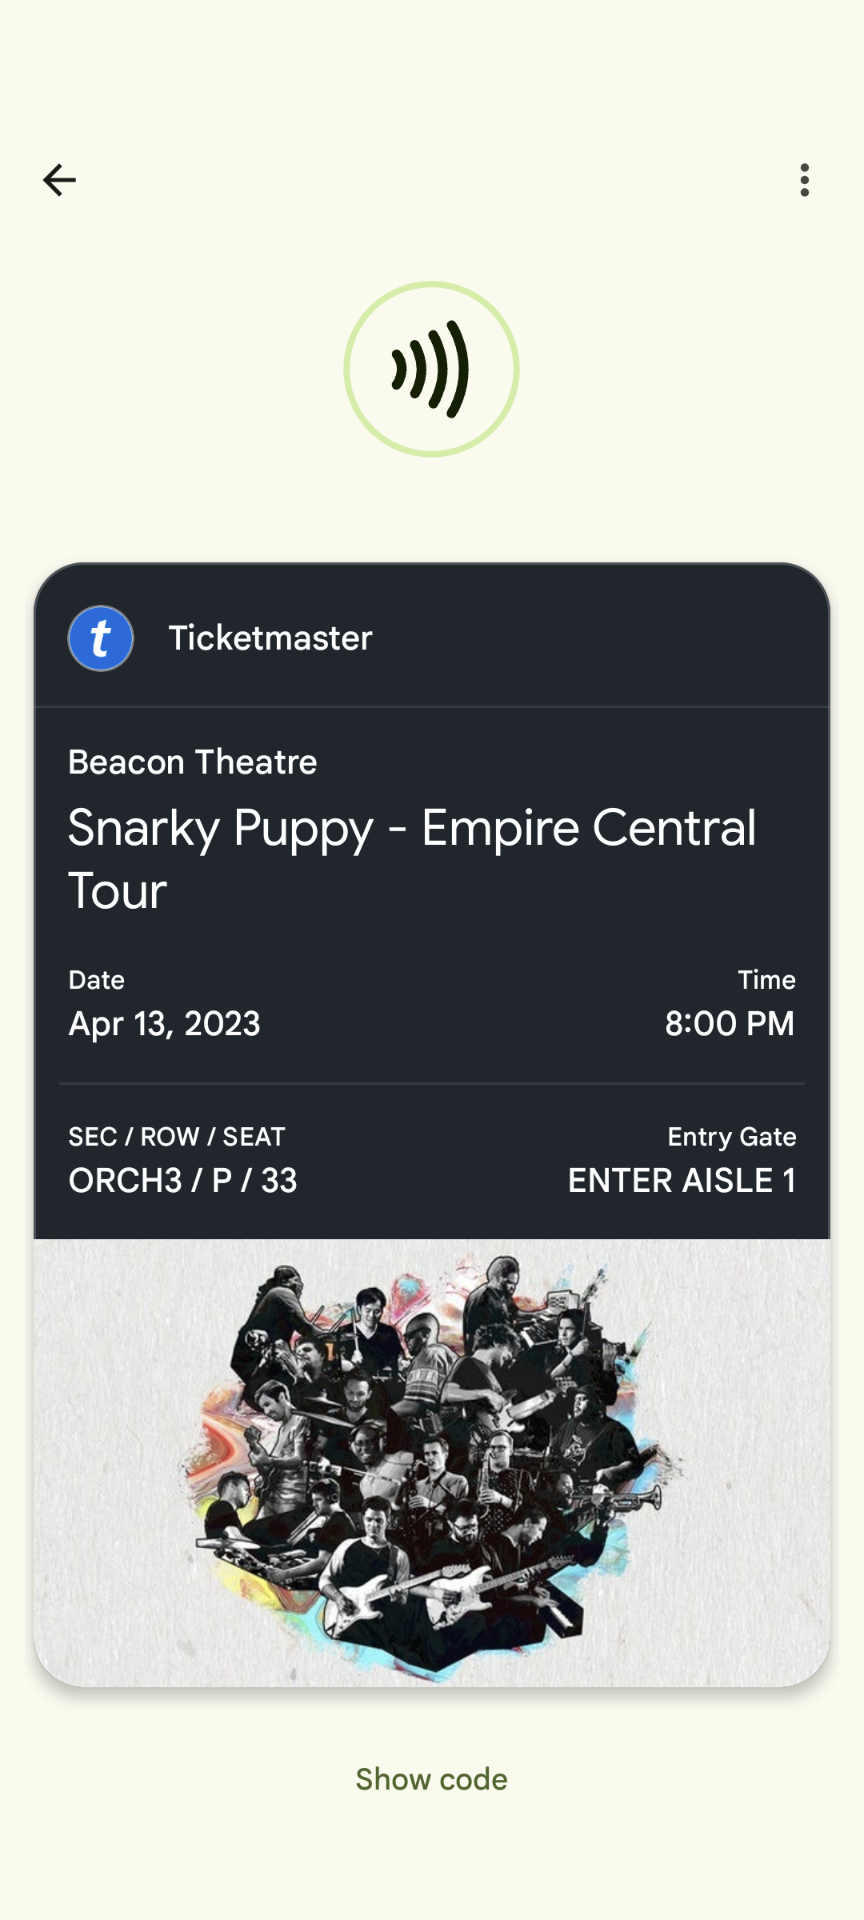 t Ticketmaster
Beacon Theatre
Snarky Puppy - Empire Central
Tour
Date Time
Apr 13, 2023 8:00 PM
SEC / ROW / SEAT Entry Gate
ORCH3 / P / 33 ENTER AISLE 1
Show code